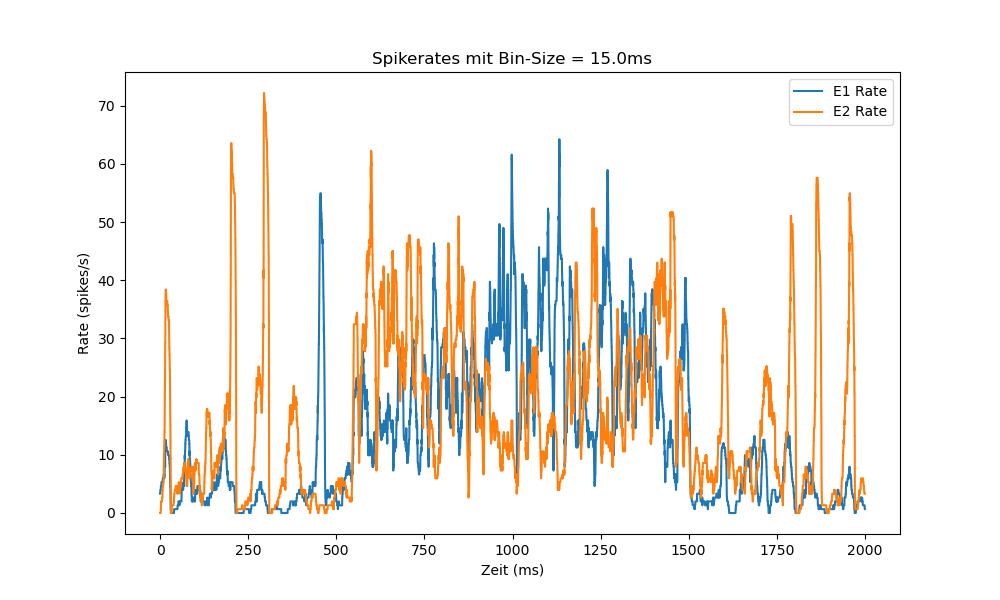 Spikerates mit Bin-Size = 15.0ms
E1 Rate
E2 Rate
70
60
50
40
30
20
10
0
Rate (spikes/s)
0 250 500 750 1000 1250 1500 1750 2000
Zeit (ms)